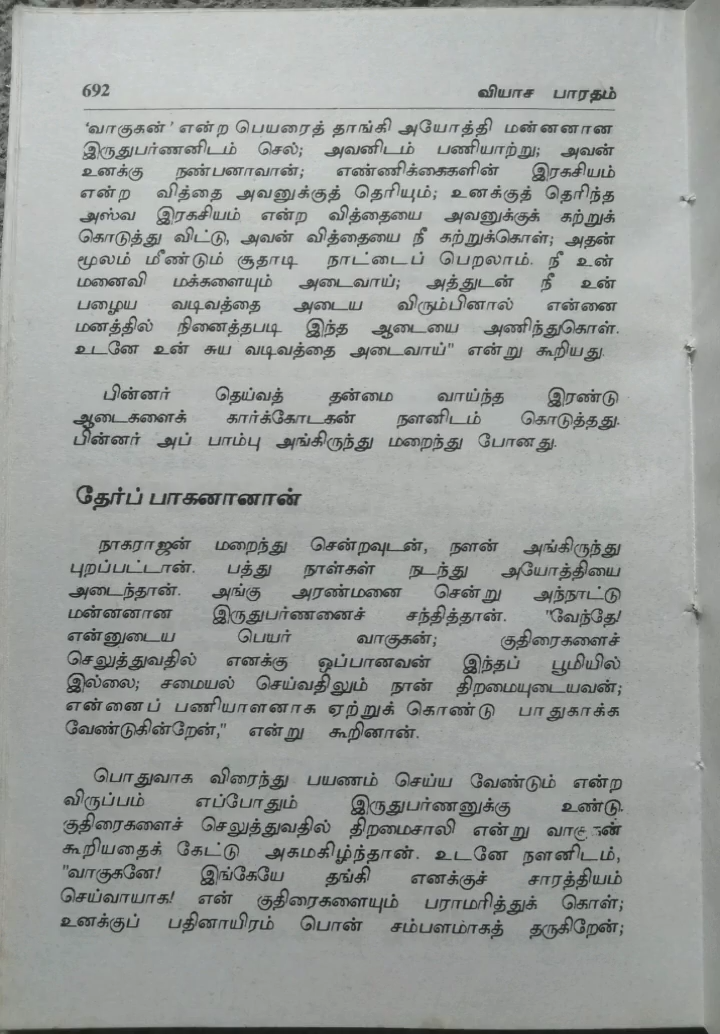 692
வியாச பாரதம்
'வாகுகன்' என்ற பெயரைத் தாங்கி அயோத்தி மன்னனான
இருதுபர்ணனிடம் செல்; அவனிடம் பணியாற்று; அவன்
உனக்கு நண்பனாவான்; எண்ணிக்கைகளின் இரகசியம்
என்ற வித்தை அவனுக்குத் தெரியும்; உனக்குத் தெரிந்த
அஸ்வ இரகசியம் என்ற வித்தையை அவனுக்குக் கற்றுக்
கொடுத்து விட்டு, அவன் வித்தையை நீ கற்றுக்கொள்; அதன்
மூலம் மீண்டும் சூதாடி நாட்டைப் பெறலாம். நீ உன்
மனைவி மக்களையும் அடைவாய்; அத்துடன் நீ உன்
பழைய வடிவத்தை அடைய விரும்பினால் என்னை
மனத்தில் நினைத்தபடி இந்த ஆடையை அணிந்துகொள்.
உடனே உன் சுய வடிவத்தை அடைவாய்" என்று கூறியது.
பின்னர் தெய்வத் தன்மை வாய்ந்த இரண்டு
ஆடைகளைக் கார்க்கோடகன் நளனிடம் கொடுத்தது.
பின்னர் அப் பாம்பு அங்கிருந்து மறைந்து போனது.
தேர்ப் பாகனானான்
நாகராஜன் மறைந்து சென்றவுடன், நளன் அங்கிருந்து
புறப்பட்டான். பத்து நாள்கள் நடந்து அயோத்தியை
அடைந்தான். அங்கு அரண்மனை சென்று அந்நாட்டு
மன்னனான இருதுபர்ணனைச் சந்தித்தான். "வேந்தே!
என்னுடைய பெயர் வாகுகன்; குதிரைகளைச்
செலுத்துவதில் எனக்கு ஒப்பானவன் இந்தப் பூமியில்
இல்லை; சமையல் செய்வதிலும் நான் திறமையுடையவன்;
என்னைப் பணியாளனாக ஏற்றுக் கொண்டு பாதுகாக்க
வேண்டுகின்றேன்," என்று கூறினான்.
பொதுவாக விரைந்து பயணம் செய்ய வேண்டும் என்ற
விருப்பம் எப்போதும் இருதுபர்ணனுக்கு உண்டு.
குதிரைகளைச் செலுத்துவதில் திறமைசாலி என்று வாகுகன்
கூறியதைக் கேட்டு அகமகிழ்ந்தான். உடனே நளனிடம்,
"வாகுகனே! இங்கேயே தங்கி எனக்குச் சாரத்தியம்
செய்வாயாக! என் குதிரைகளையும் பராமரித்துக் கொள்;
உனக்குப் பதினாயிரம் பொன் சம்பளமாகத் தருகிறேன்;